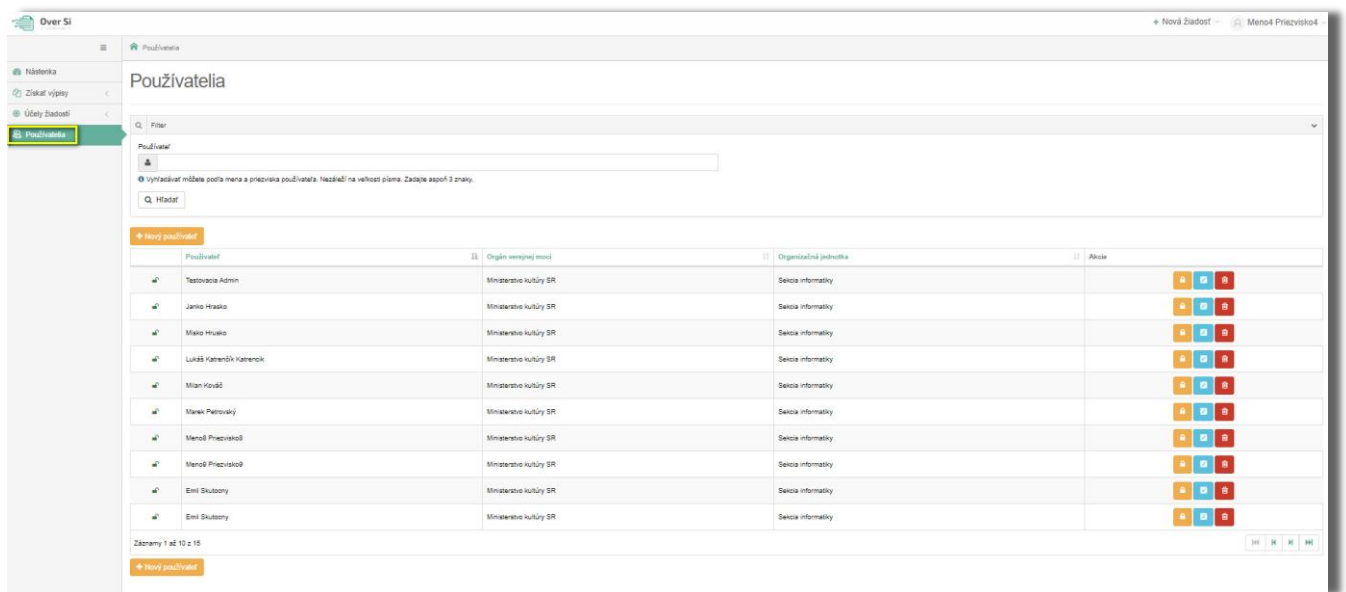 Over Si
+ Nová žiadosť
Meno4 Priezvisko4
Používatelia
Nástenka
Získať výpisy
Účely žiadostí
Používatelia
Používatelia
Filter
Používateľ
Vyhľadávať môžete podľa mena a priezviska používateľa. Nezáleží na veľkosti písma. Zadajte aspoň 3 znaky.
Hľadať
+ Nový používateľ
Používateľ Orgán verejnej moci Organizačná jednotka Akcie
Testovacia Admin Ministerstvo kultúry SR Sekcia informatiky
Janko Hrasko Ministerstvo kultúry SR Sekcia informatiky
Misko Hrusko Ministerstvo kultúry SR Sekcia informatiky
Lukáš Katrenčík Katrencik Ministerstvo kultúry SR Sekcia informatiky
Milan Kováč Ministerstvo kultúry SR Sekcia informatiky
Marek Petrovský Ministerstvo kultúry SR Sekcia informatiky
Meno8 Priezvisko8 Ministerstvo kultúry SR Sekcia informatiky
Meno9 Priezvisko9 Ministerstvo kultúry SR Sekcia informatiky
Emil Skutocny Ministerstvo kultúry SR Sekcia informatiky
Emil Skutocny Ministerstvo kultúry SR Sekcia informatiky
Záznamy 1 až 10 z 15
+ Nový používateľ